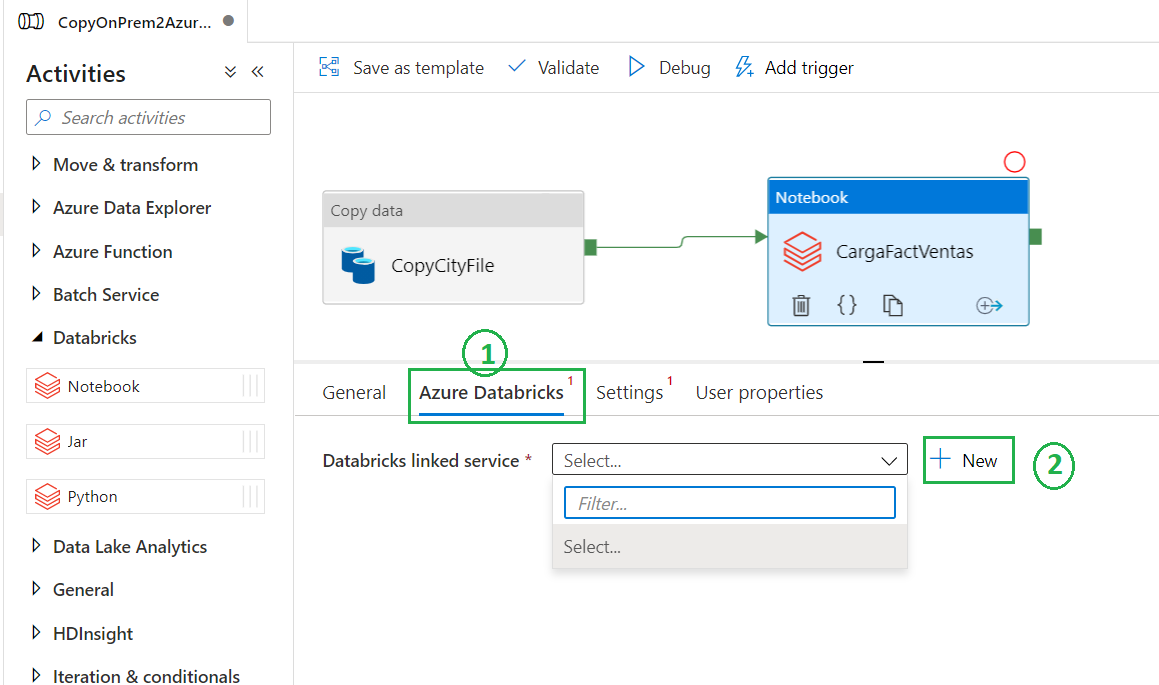 CopyOnPrem2Azur...
Activities
Search activities
Move & transform
Azure Data Explorer
Azure Function
Batch Service
Databricks
Notebook
Jar
Python
Data Lake Analytics
General
HDInsight
Iteration & conditionals
Save as template
Validate
Debug
Add trigger
Copy data
CopyCityFile
Notebook
CargaFactVentas
{}
1
General
Azure Databricks 1
Settings 1
User properties
Databricks linked service *
Select...
New
2
Filter...
Select...